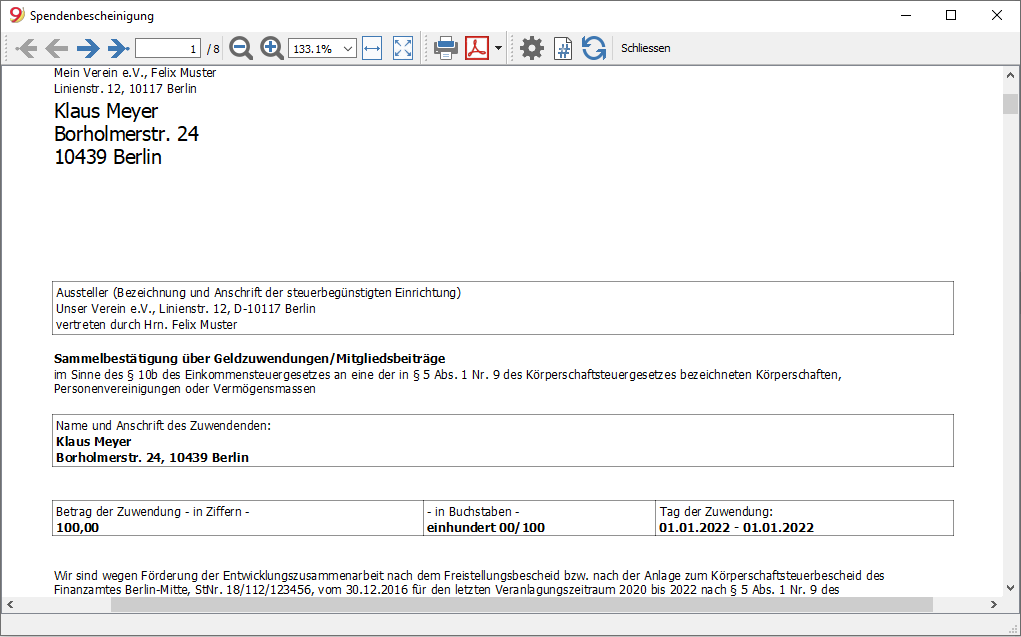 Spendenbescheinigung
1 / 8 133.1% Schliessen
Mein Verein e.V., Felix Muster
Linienstr. 12, 10117 Berlin
Klaus Meyer
Borholmerstr. 24
10439 Berlin
Aussteller (Bezeichnung und Anschrift der steuerbegünstigten Einrichtung)
Unser Verein e.V., Linienstr. 12, D-10117 Berlin
vertreten durch Hrn. Felix Muster
Sammelbestätigung über Geldzuwendungen/Mitgliedsbeiträge
im Sinne des § 10b des Einkommensteuergesetzes an eine der in § 5 Abs. 1 Nr. 9 des Körperschaftsteuergesetzes bezeichneten Körperschaften,
Personenvereinigungen oder Vermögensmassen
Name und Anschrift des Zuwendenden:
Klaus Meyer
Borholmerstr. 24, 10439 Berlin
Betrag der Zuwendung - in Ziffern - - in Buchstaben - Tag der Zuwendung:
100,00 einhundert 00/100 01.01.2022 - 01.01.2022
Wir sind wegen Förderung der Entwicklungszusammenarbeit nach dem Freistellungsbescheid bzw. nach der Anlage zum Körperschaftsteuerbescheid des
Finanzamtes Berlin-Mitte, StNr. 18/112/123456, vom 30.12.2016 für den letzten Veranlagungszeitraum 2020 bis 2022 nach § 5 Abs. 1 Nr. 9 des